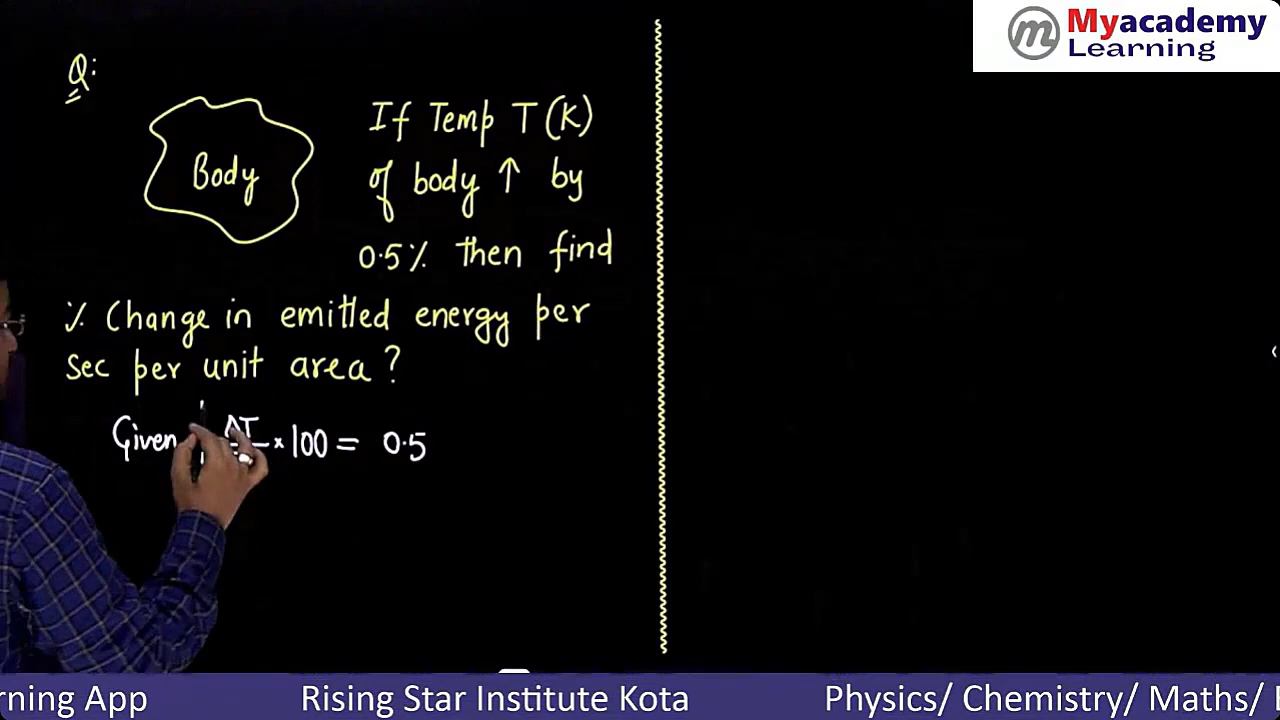 Myacademy
Learning
Q:
Body
If Temp T (K)
of body ↑ by
0.5% then find
% Change in emitted energy per
sec per unit area?
Given ΔT × 100 = 0.5
rning App Rising Star Institute Kota Physics/ Chemistry/ Maths/